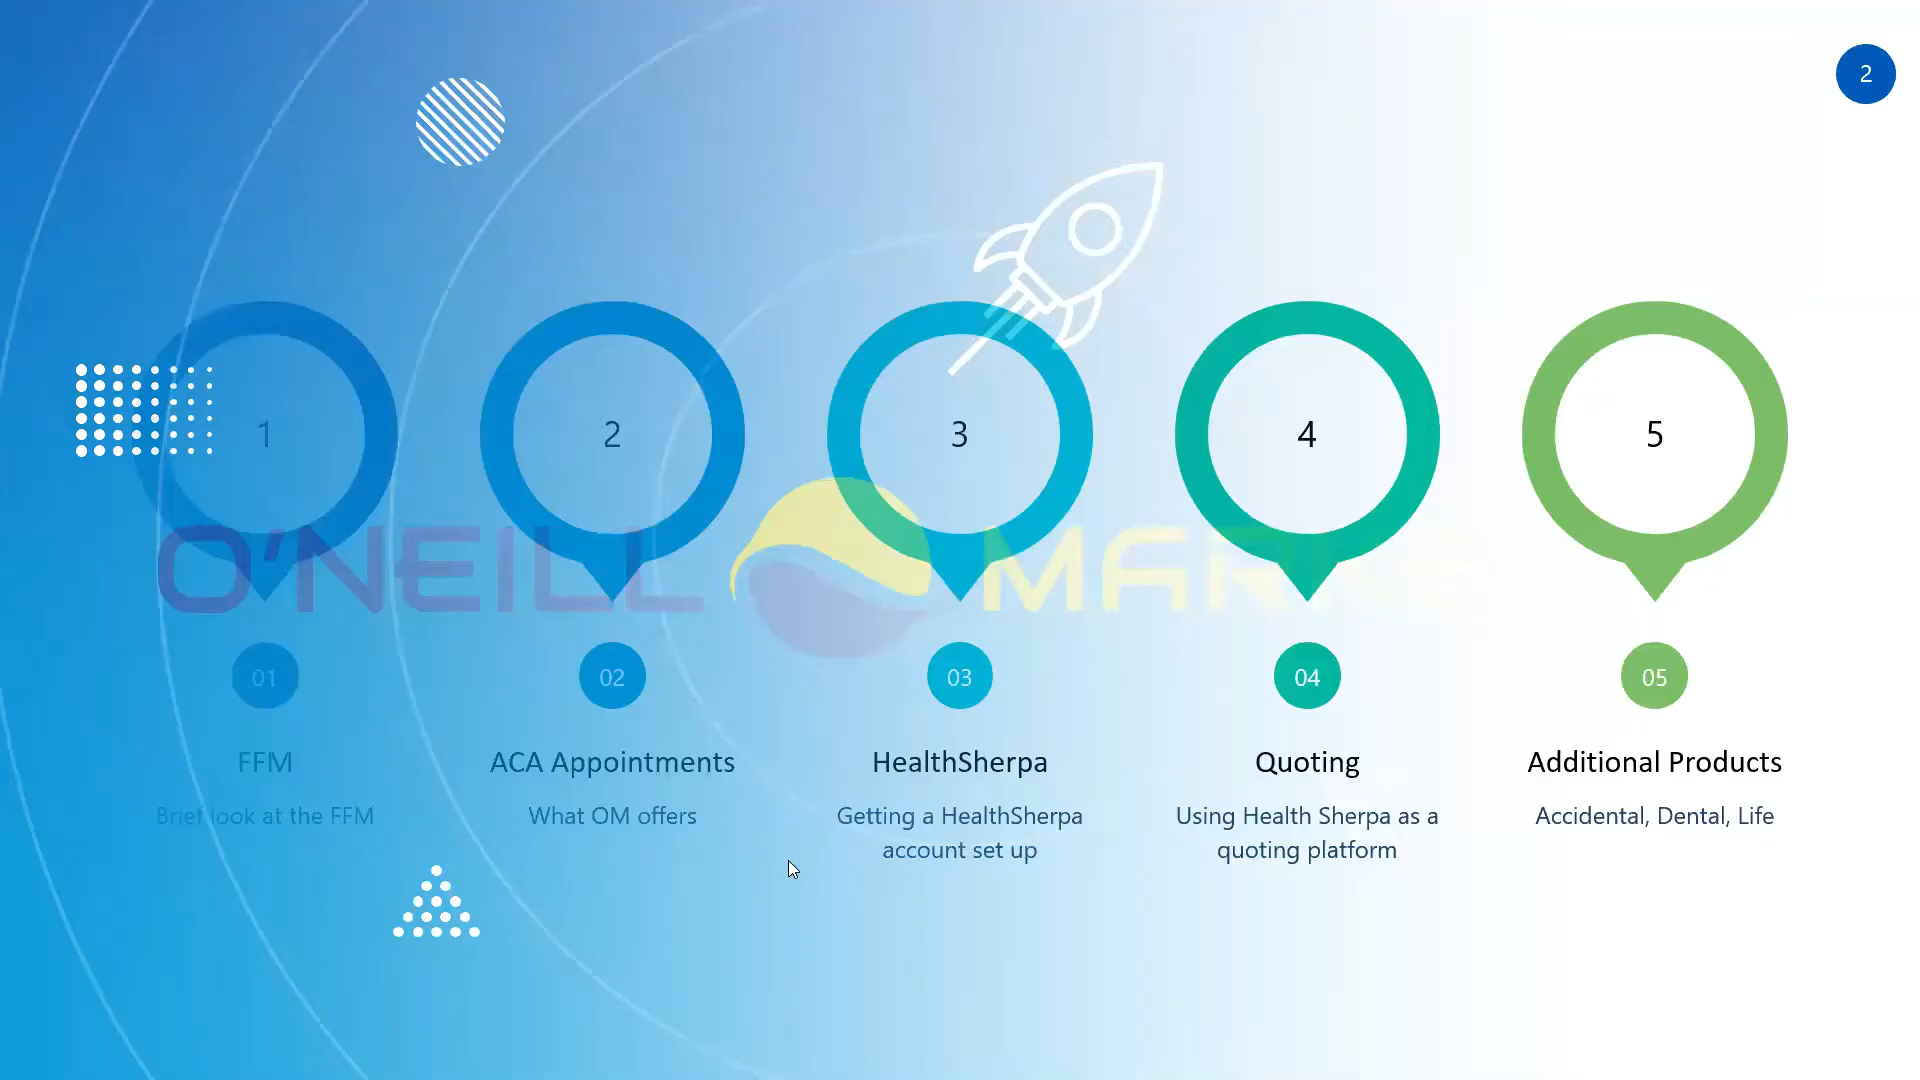 2
1
2
3
4
5
O'NEILL MARKE
01
02
03
04
05
FFM
ACA Appointments
HealthSherpa
Quoting
Additional Products
Brief look at the FFM
What OM offers
Getting a HealthSherpa
account set up
Using Health Sherpa as a
quoting platform
Accidental, Dental, Life